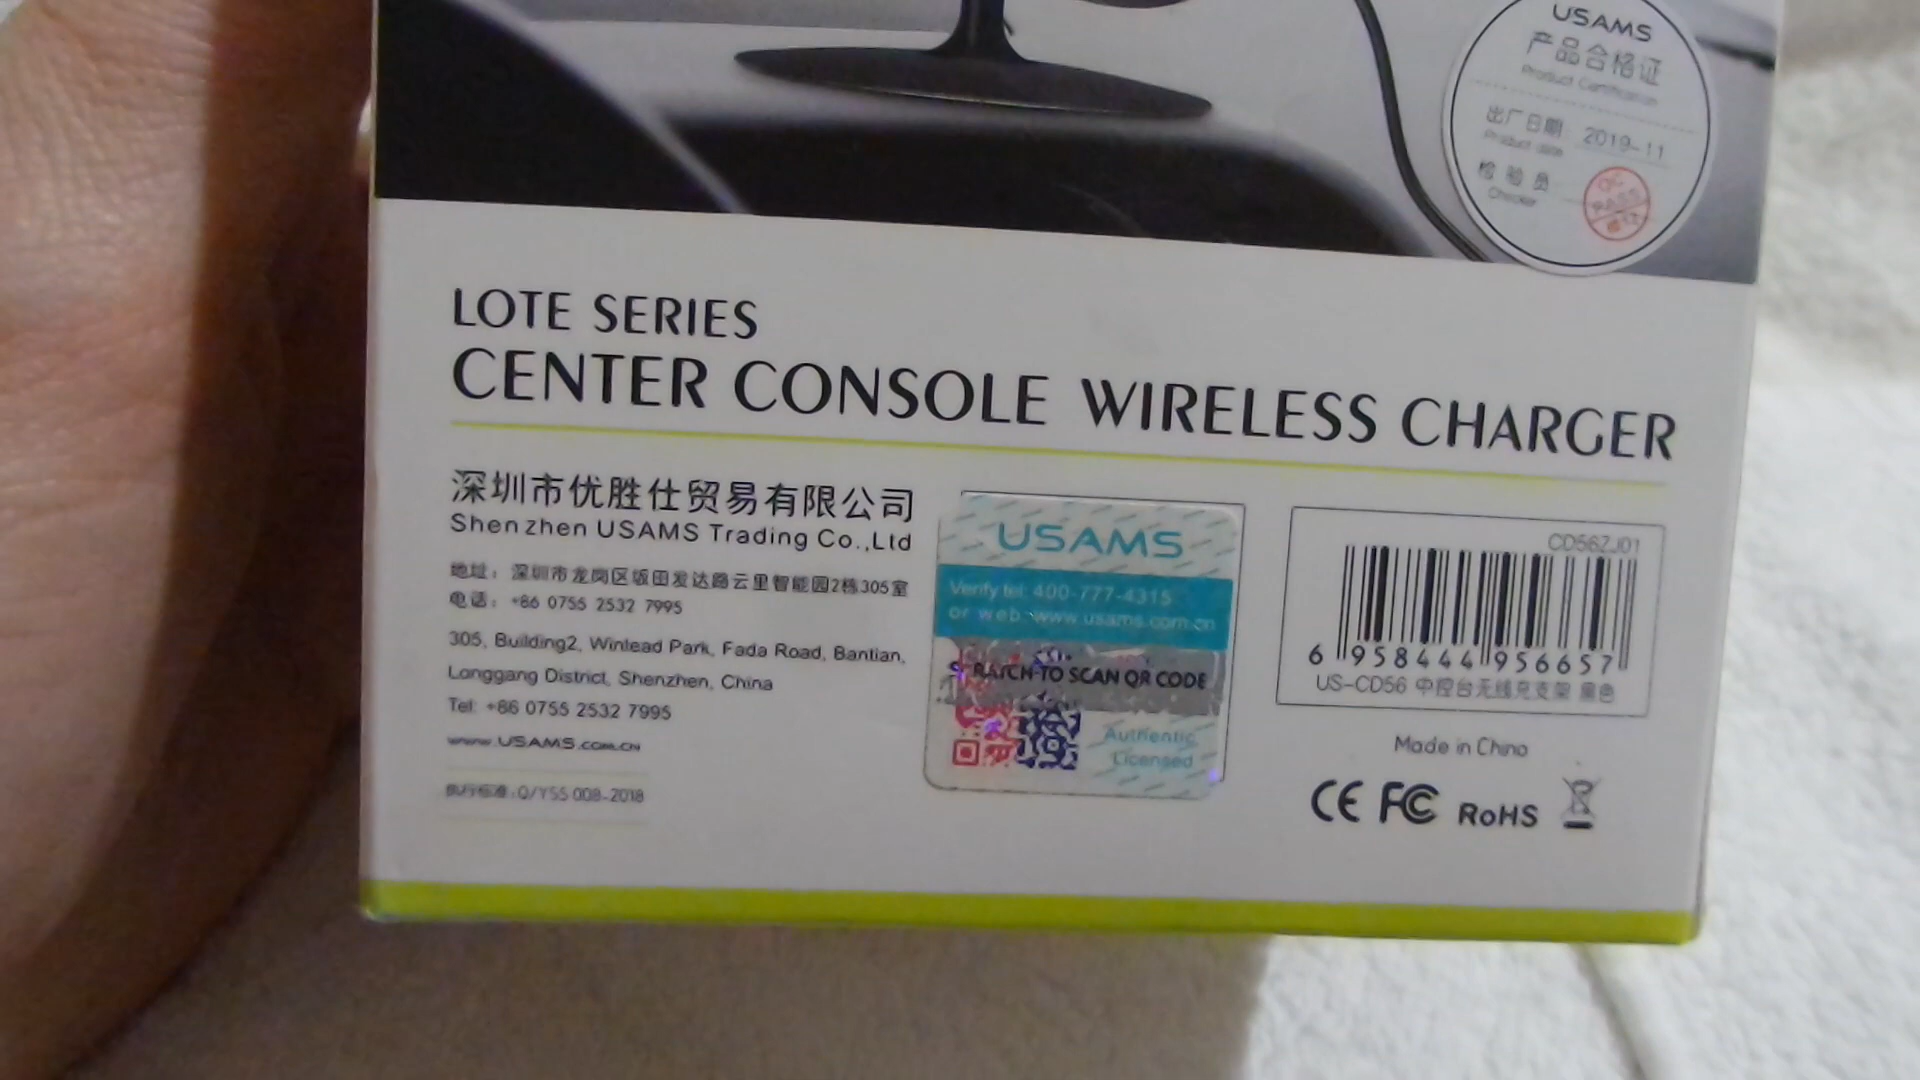 USAMS
产品合格证
Product Certification
出厂日期 2019-11
Product date
检验员
Checker
QC
PASS
LOTE SERIES
CENTER CONSOLE WIRELESS CHARGER
深圳市优胜仕贸易有限公司
Shenzhen USAMS Trading Co.,Ltd
地址：深圳市龙岗区坂田发达路云里智能园2栋305室
电话：+86 0755 2532 7995
305, Building2, Winlead Park, Fada Road, Bantian,
Longgang District, Shenzhen, China
Tel: +86 0755 2532 7995
www.USAMS.com.cn
执行标准:Q/YSS 008-2018
USAMS
Verify tel: 400-777-4315
or web: www.usams.com.cn
SCRATCH TO SCAN QR CODE
Authentic
Licensed
CD56ZJ01
6 958444 956657
US-CD56 中控台无线充支架 黑色
Made in China
CE FC RoHS